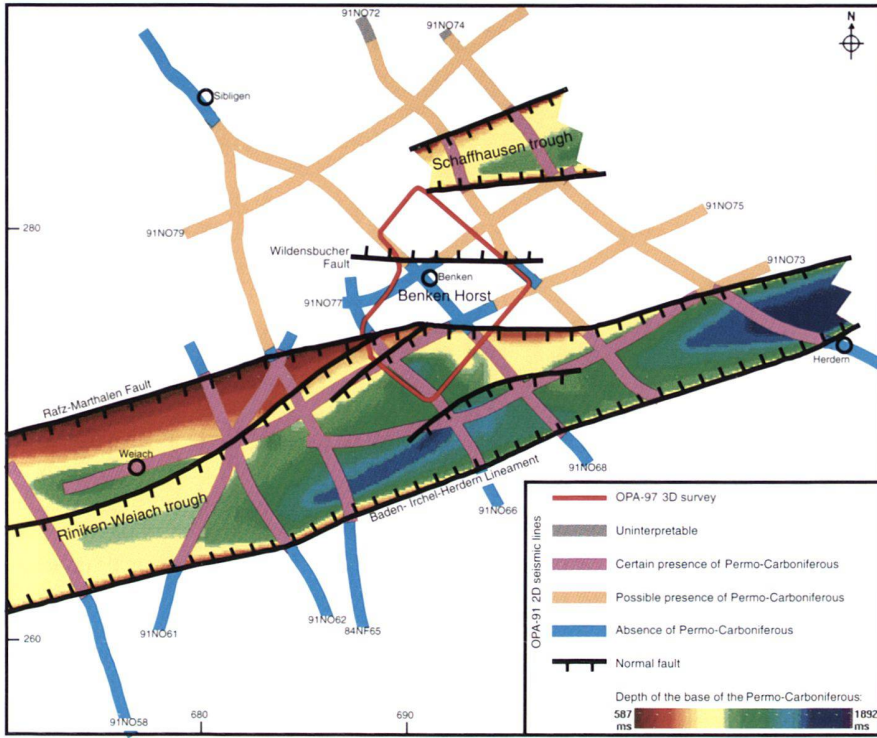 91NO72
91NO74
N
Sibligen
Schaffhausen trough
91NO75
280
91NO79
Wildensbucher
Fault
91NO73
Benken
91NO77
Benken Horst
Herdern
Rafz-Marthalen Fault
Weiach
91NO68
Baden-Irchel-Herdern Lineament
Riniken-Weiach trough
91NO66
260
91NO61
91NO62
84NF65
91NO58
680
690
OPA-91 2D seismic lines
OPA-97 3D survey
Uninterpretable
Certain presence of Permo-Carboniferous
Possible presence of Permo-Carboniferous
Absence of Permo-Carboniferous
Normal fault
Depth of the base of the Permo-Carboniferous:
587
ms
1892
ms